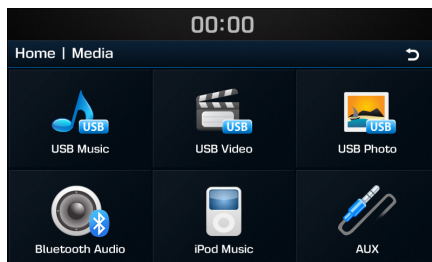 00:00
Home | Media
USB
USB
USB
USB Music
USB Video
USB Photo
Bluetooth Audio
iPod Music
AUX